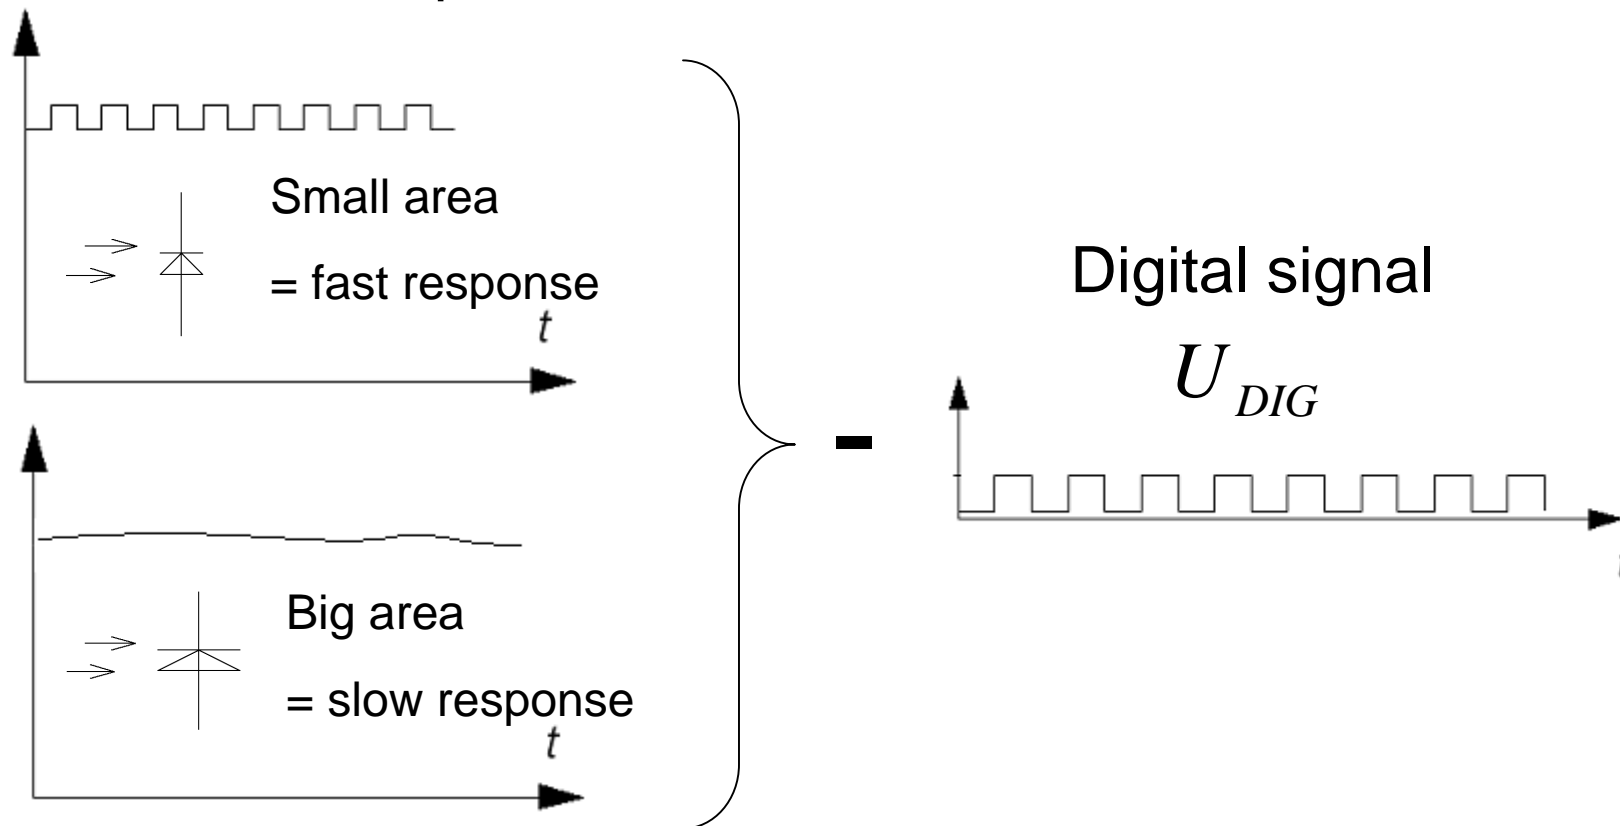 Small area
= fast response
t
Big area
= slow response
t
-
Digital signal
U DIG